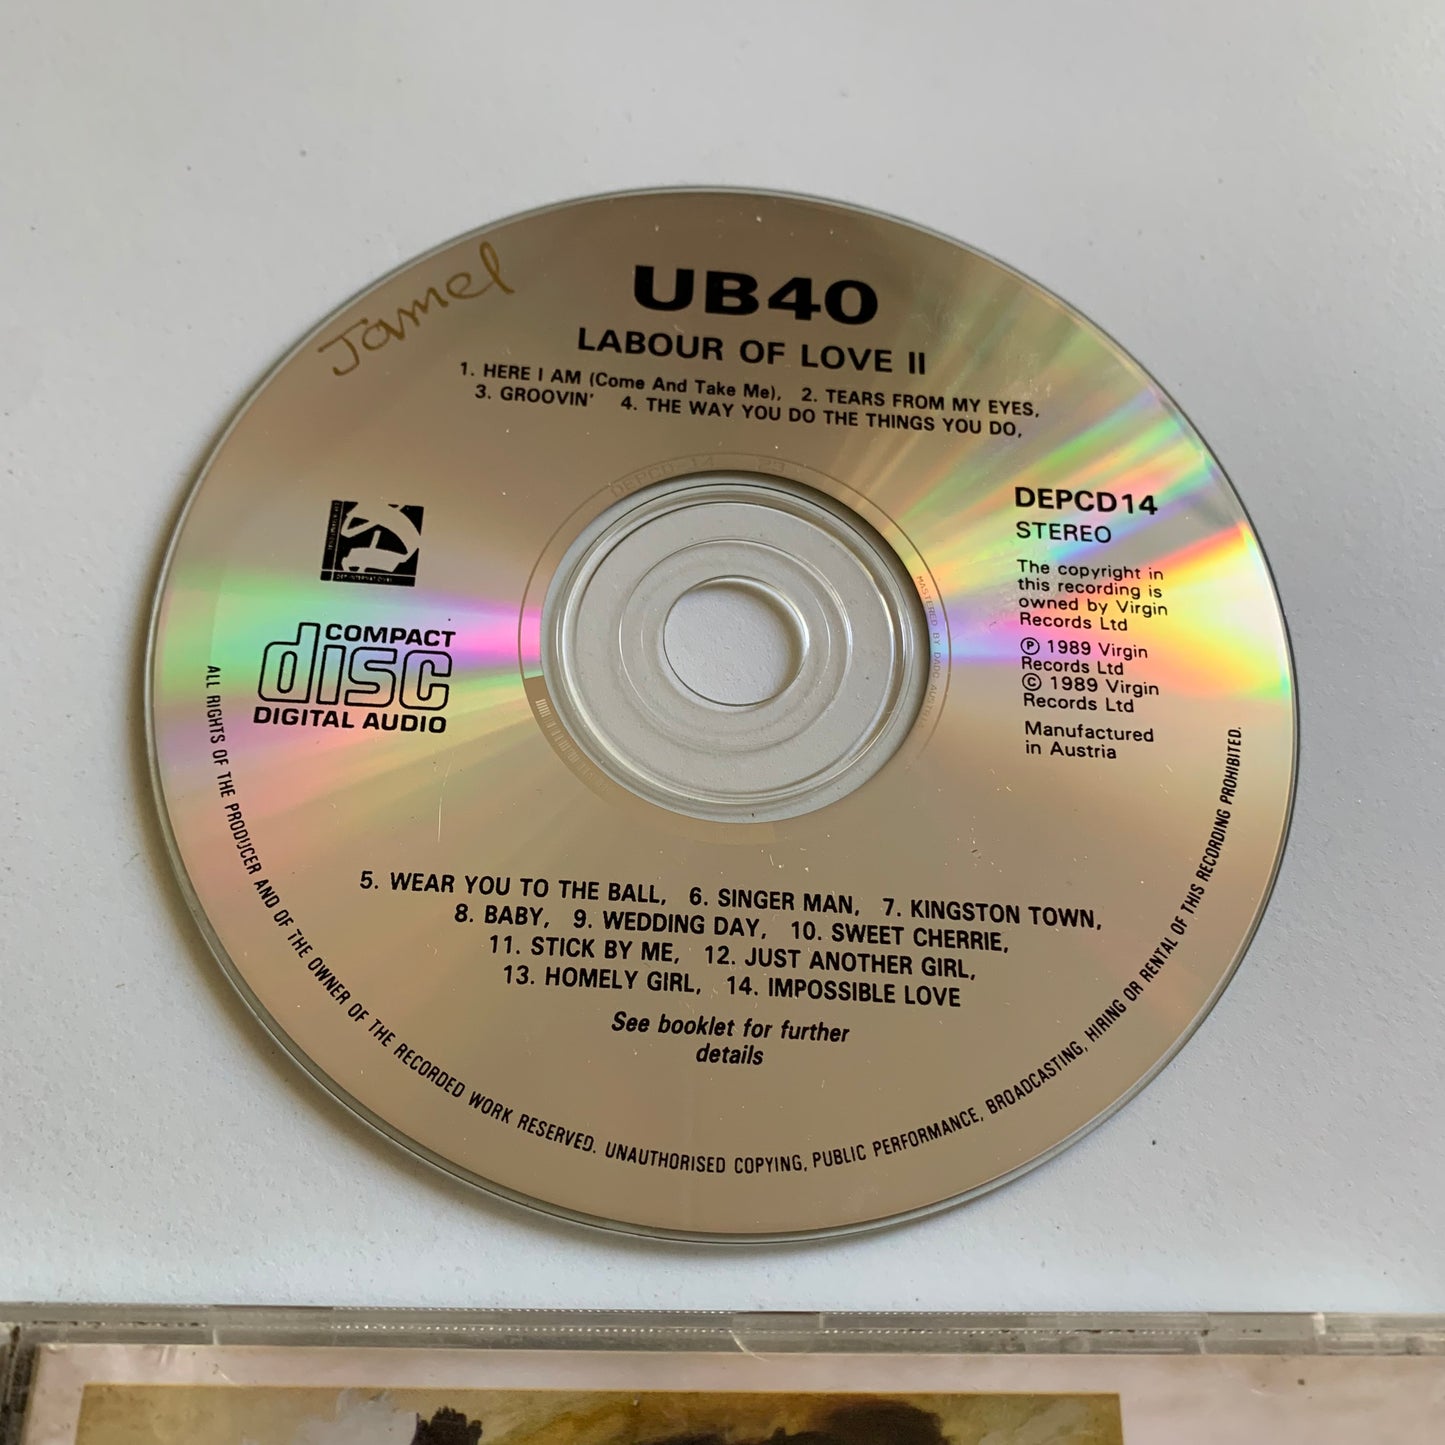 Jamel
UB40
LABOUR OF LOVE II
1. HERE I AM (Come And Take Me), 2. TEARS FROM MY EYES,
3. GROOVIN' 4. THE WAY YOU DO THE THINGS YOU DO,
DEPCD-14
DEPCD14
STEREO
The copyright in
this recording is
owned by Virgin
Records Ltd
Ⓟ 1989 Virgin
Records Ltd
© 1989 Virgin
Records Ltd
Manufactured
in Austria
MASTERED BY DADC AUSTRIA
COMPACT
disc
DIGITAL AUDIO
5. WEAR YOU TO THE BALL, 6. SINGER MAN, 7. KINGSTON TOWN,
8. BABY, 9. WEDDING DAY, 10. SWEET CHERRIE,
11. STICK BY ME, 12. JUST ANOTHER GIRL,
13. HOMELY GIRL, 14. IMPOSSIBLE LOVE
See booklet for further
details
ALL RIGHTS OF THE PRODUCER AND OF THE OWNER OF THE RECORDED WORK RESERVED. UNAUTHORISED COPYING, PUBLIC PERFORMANCE, BROADCASTING, HIRING OR RENTAL OF THIS RECORDING PROHIBITED.